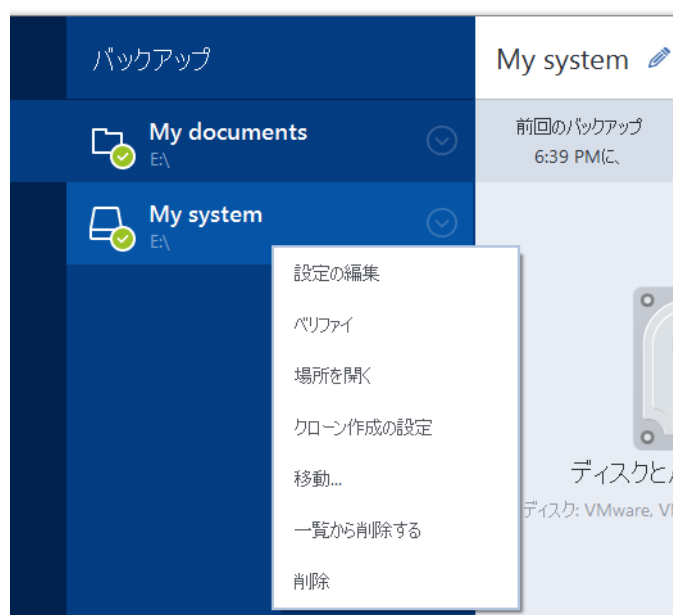 バックアップ
My documents
E:\
My system
E:\
設定の編集
ベリファイ
場所を開く
クローン作成の設定
移動...
一覧から削除する
削除
My system
前回のバックアップ
6:39 PMに、
ディスクと
ディスク: VMware,